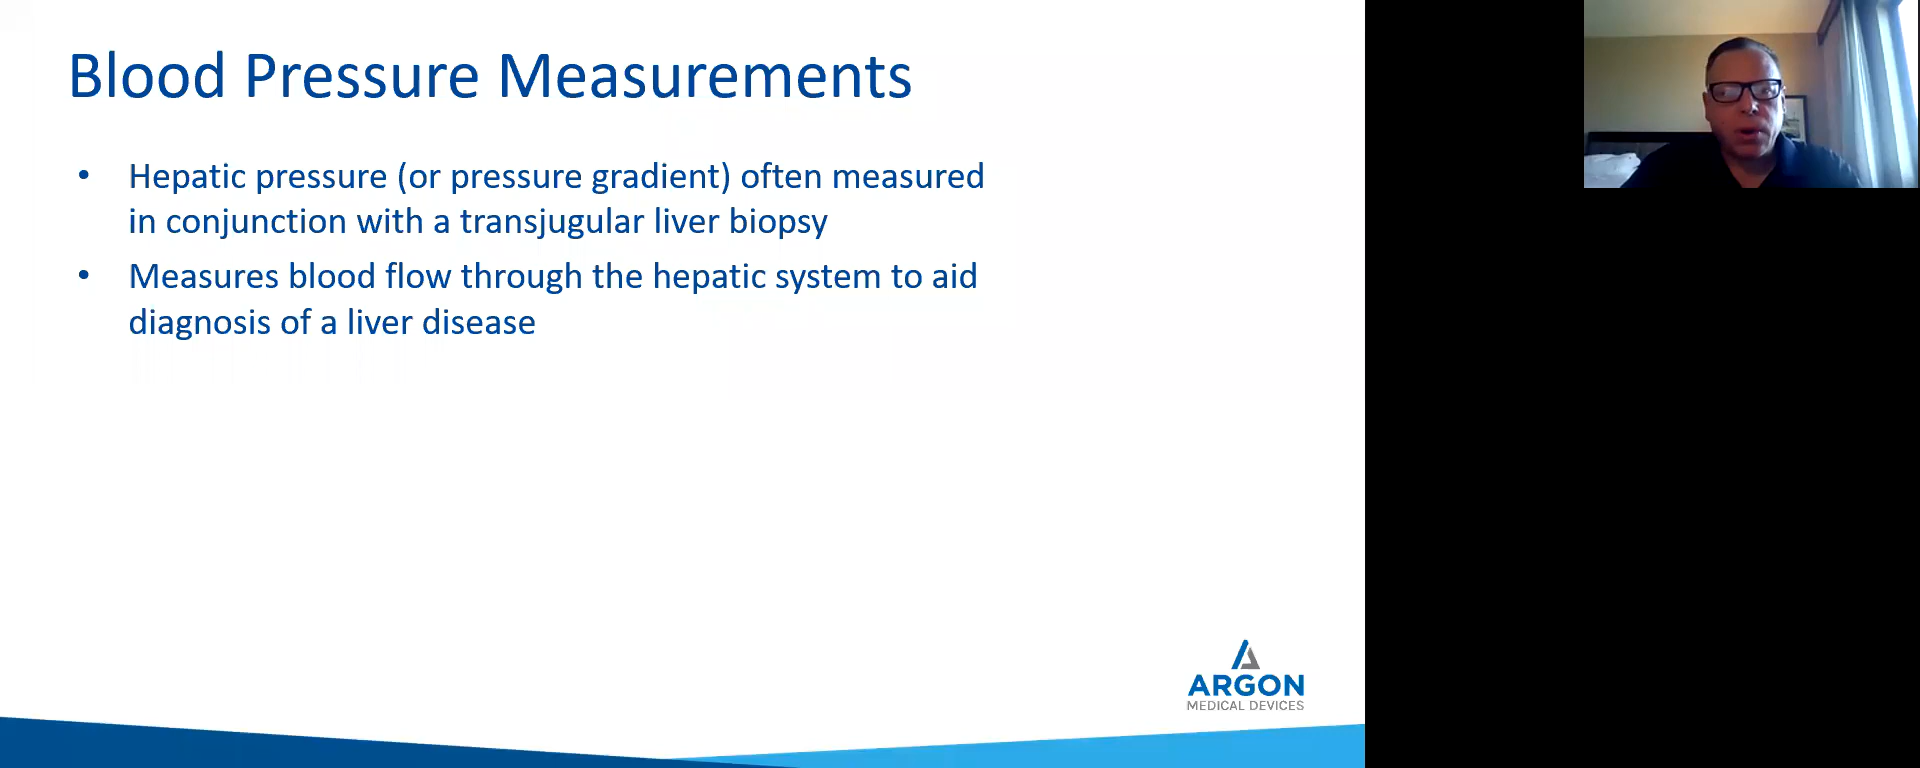 Blood Pressure Measurements
• Hepatic pressure (or pressure gradient) often measured
in conjunction with a transjugular liver biopsy
• Measures blood flow through the hepatic system to aid
diagnosis of a liver disease
ARGON
MEDICAL DEVICES